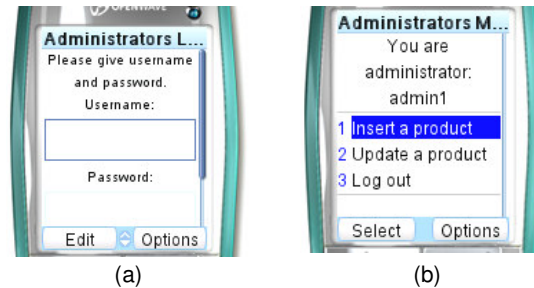 OPENWAVE
Administrators L...
Please give username
and password.
Username:
Password:
Edit Options
(a)
Administrators M...
You are
administrator:
admin1
1 Insert a product
2 Update a product
3 Log out
Select Options
(b)